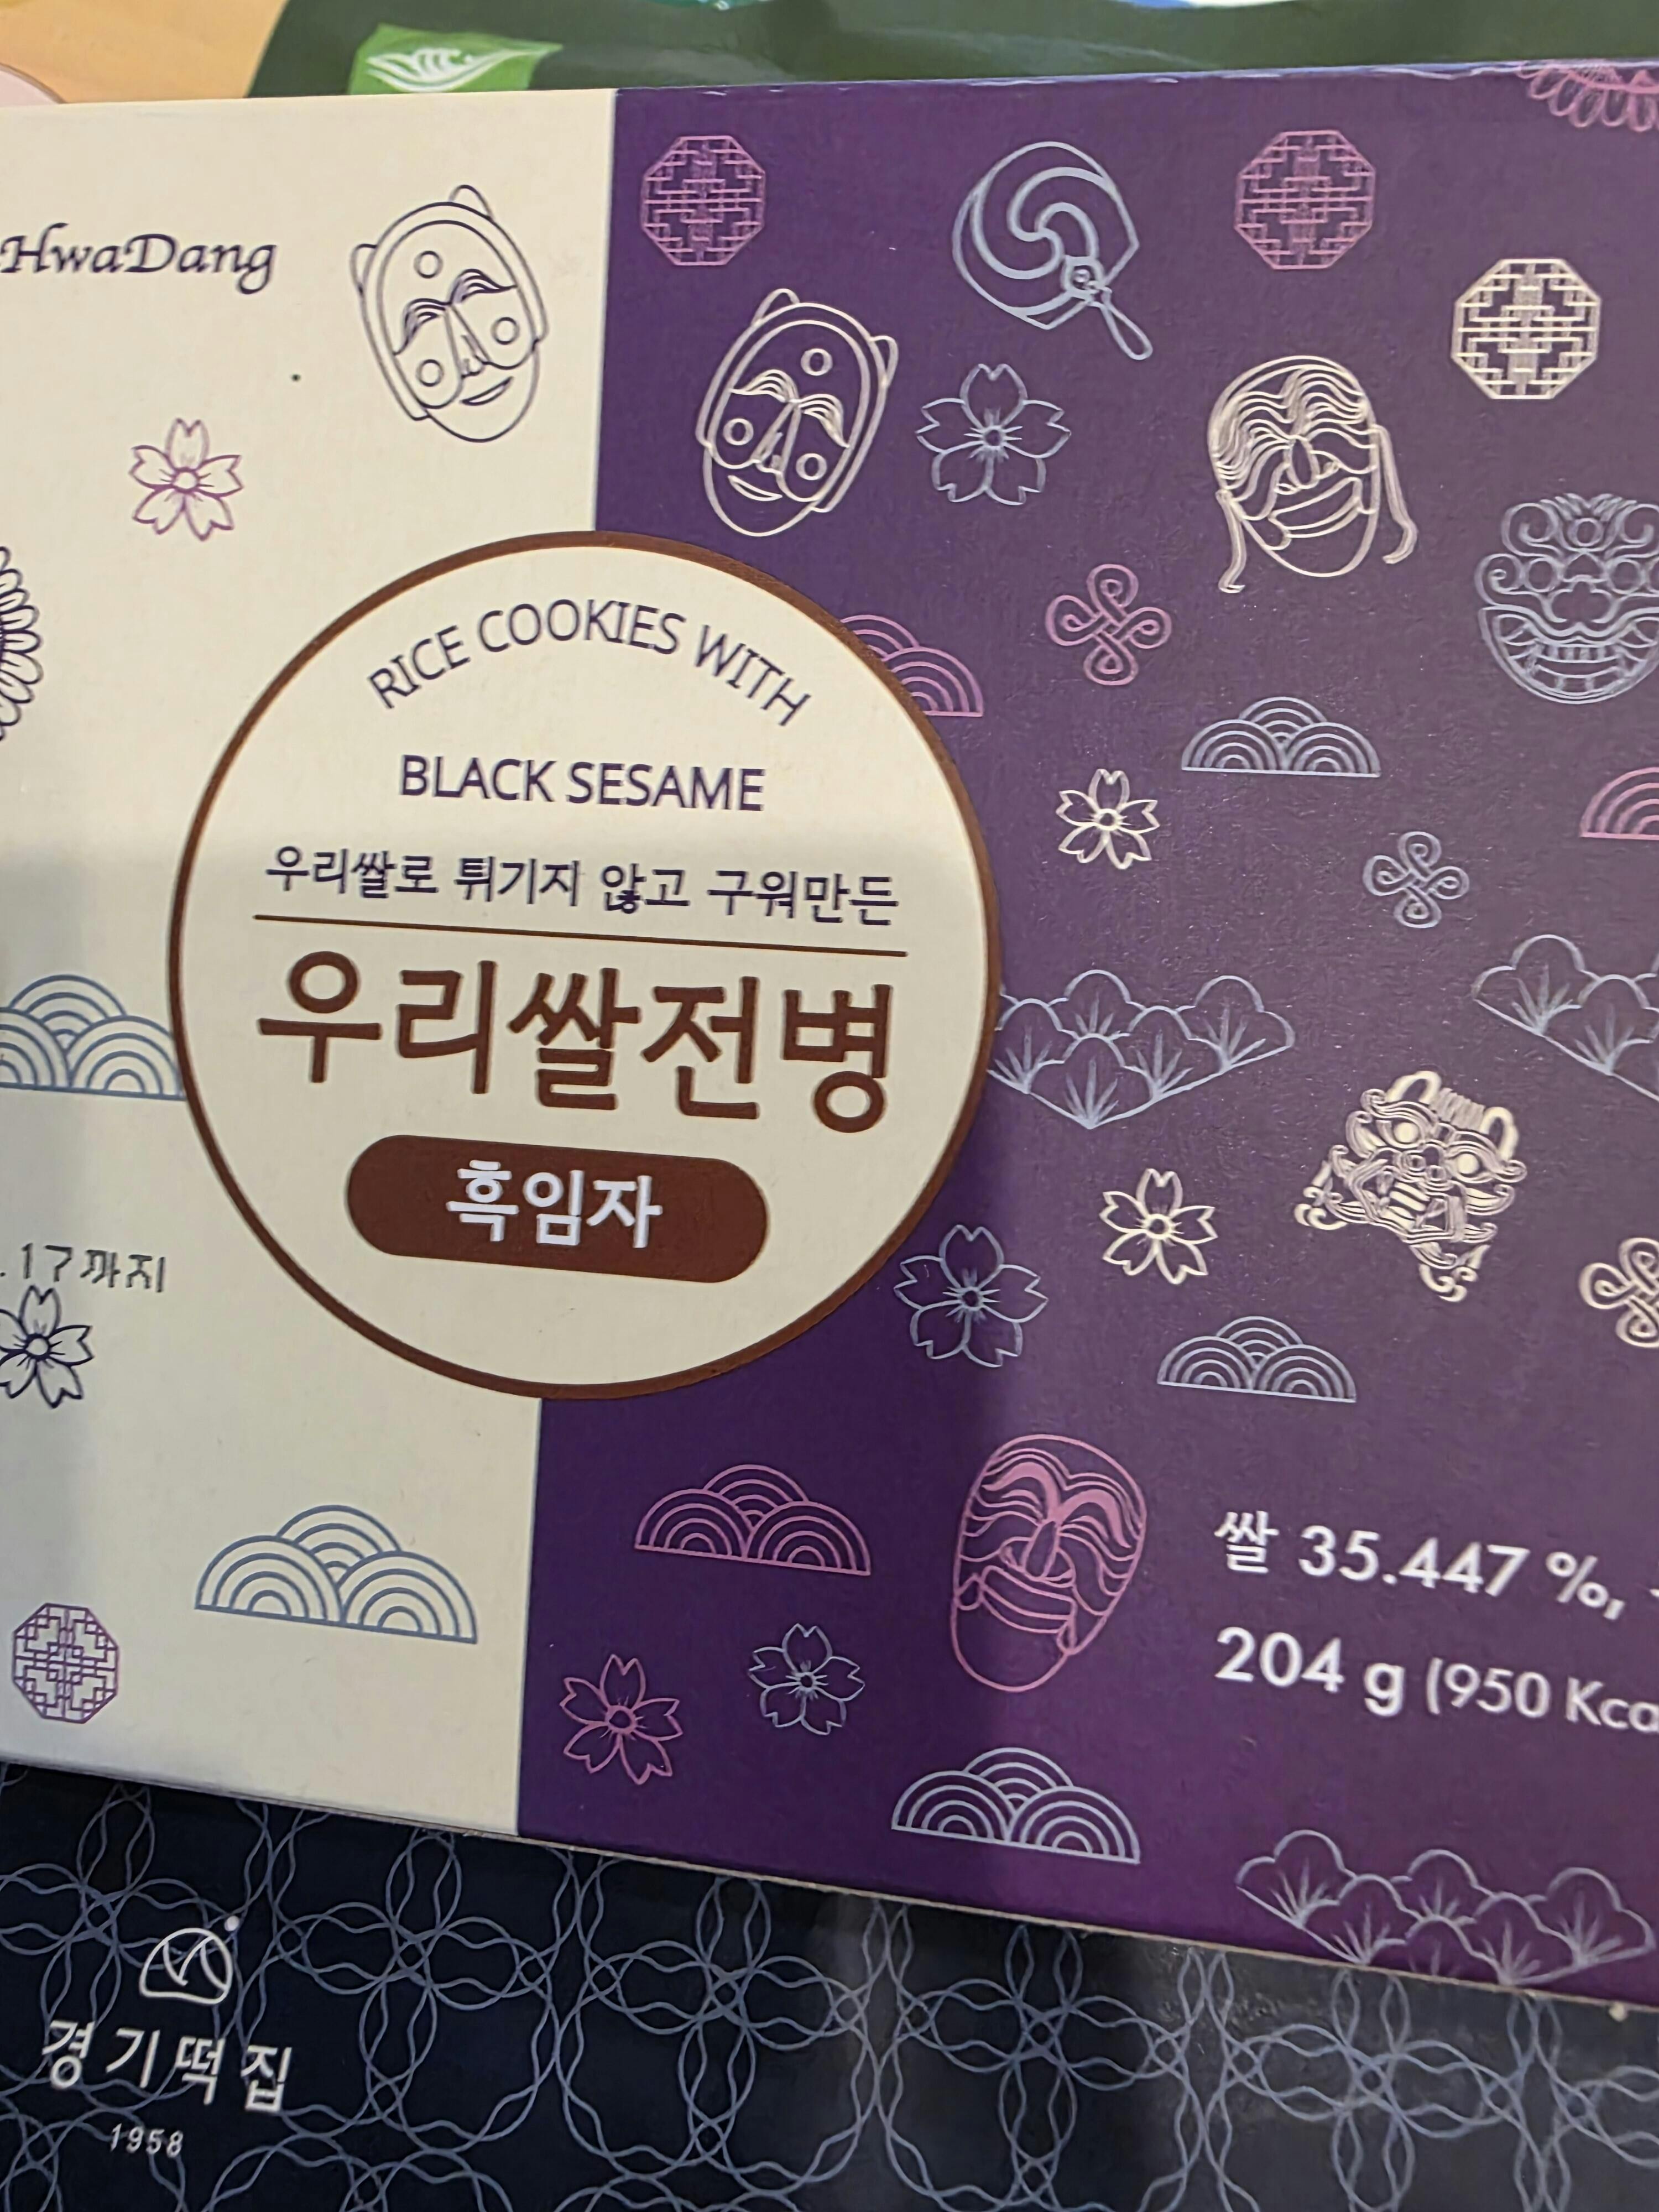 HwaDang
RICE COOKIES WITH
BLACK SESAME
우리쌀로 튀기지 않고 구워만든
우리쌀전병
흑임자
.17까지
쌀 35.447 %,
204 g (950 Kca
경기떡집
1958